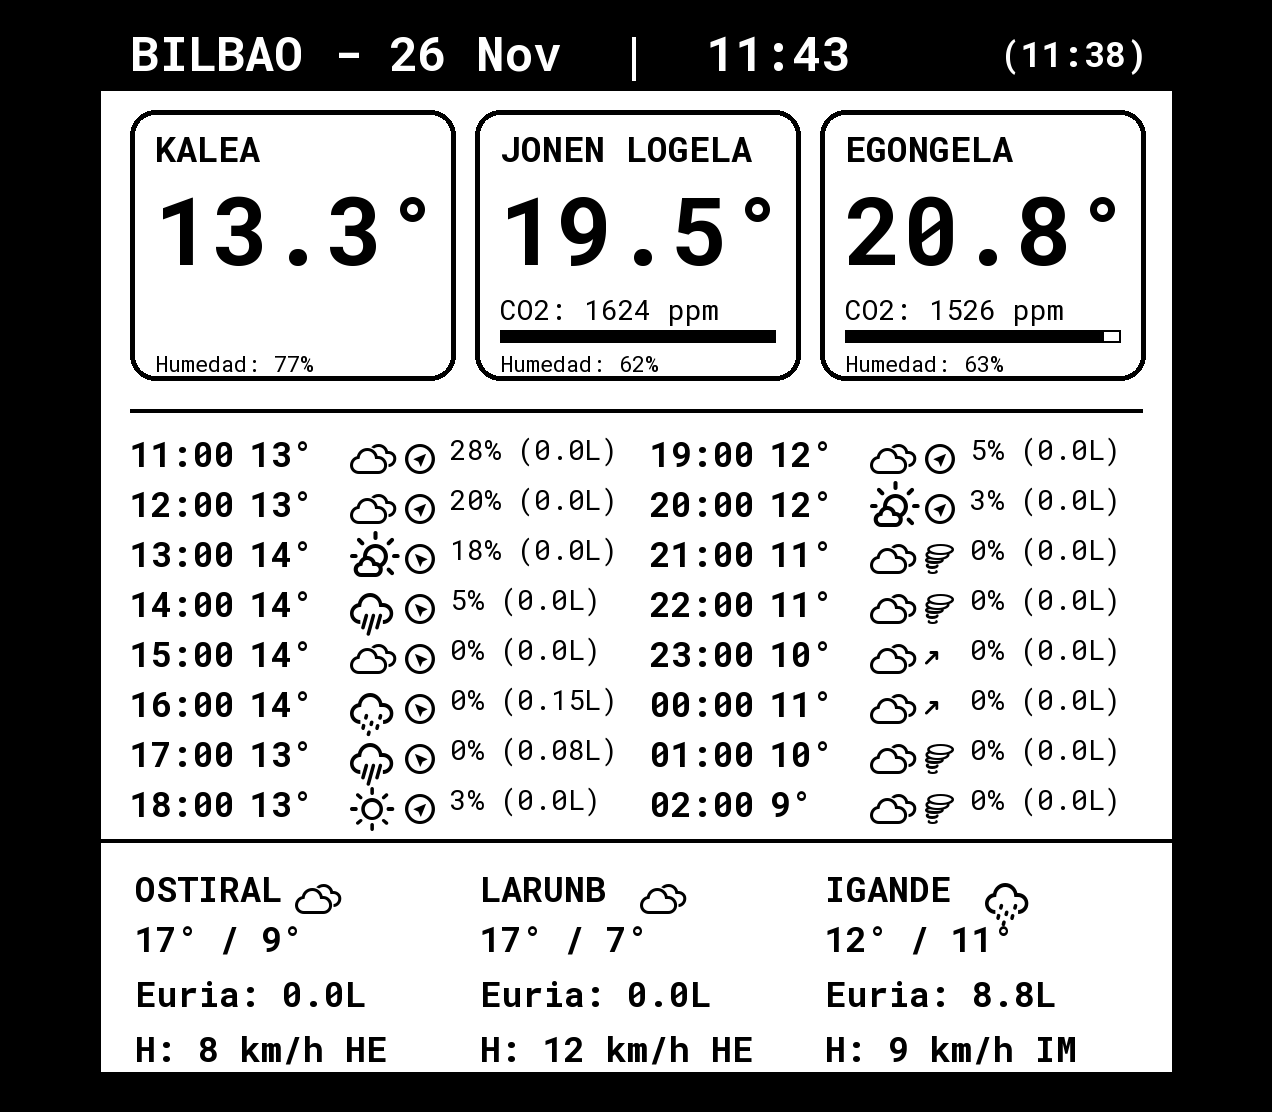 BILBAO - 26 Nov | 11:43 (11:38)
KALEA
13.3°
Humedad: 77%
JONEN LOGELA
19.5°
CO2: 1624 ppm
Humedad: 62%
EGONGELA
20.8°
CO2: 1526 ppm
Humedad: 63%
11:00 13° 28% (0.0L)
12:00 13° 20% (0.0L)
13:00 14° 18% (0.0L)
14:00 14° 5% (0.0L)
15:00 14° 0% (0.0L)
16:00 14° 0% (0.15L)
17:00 13° 0% (0.08L)
18:00 13° 3% (0.0L)
19:00 12° 5% (0.0L)
20:00 12° 3% (0.0L)
21:00 11° 0% (0.0L)
22:00 11° 0% (0.0L)
23:00 10° 0% (0.0L)
00:00 11° 0% (0.0L)
01:00 10° 0% (0.0L)
02:00 9° 0% (0.0L)
OSTIRAL
17° / 9°
Euria: 0.0L
H: 8 km/h HE
LARUNB
17° / 7°
Euria: 0.0L
H: 12 km/h HE
IGANDE
12° / 11°
Euria: 8.8L
H: 9 km/h IM